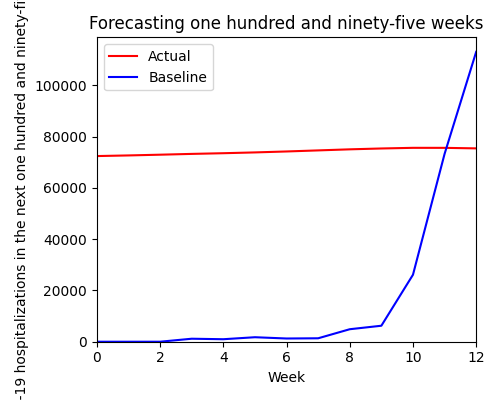 Forecasting one hundred and ninety-five weeks
Actual
Baseline
100000
80000
60000
40000
20000
0
-19 hospitalizations in the next one hundred and ninety-fi
0
2
4
6
8
10
12
Week